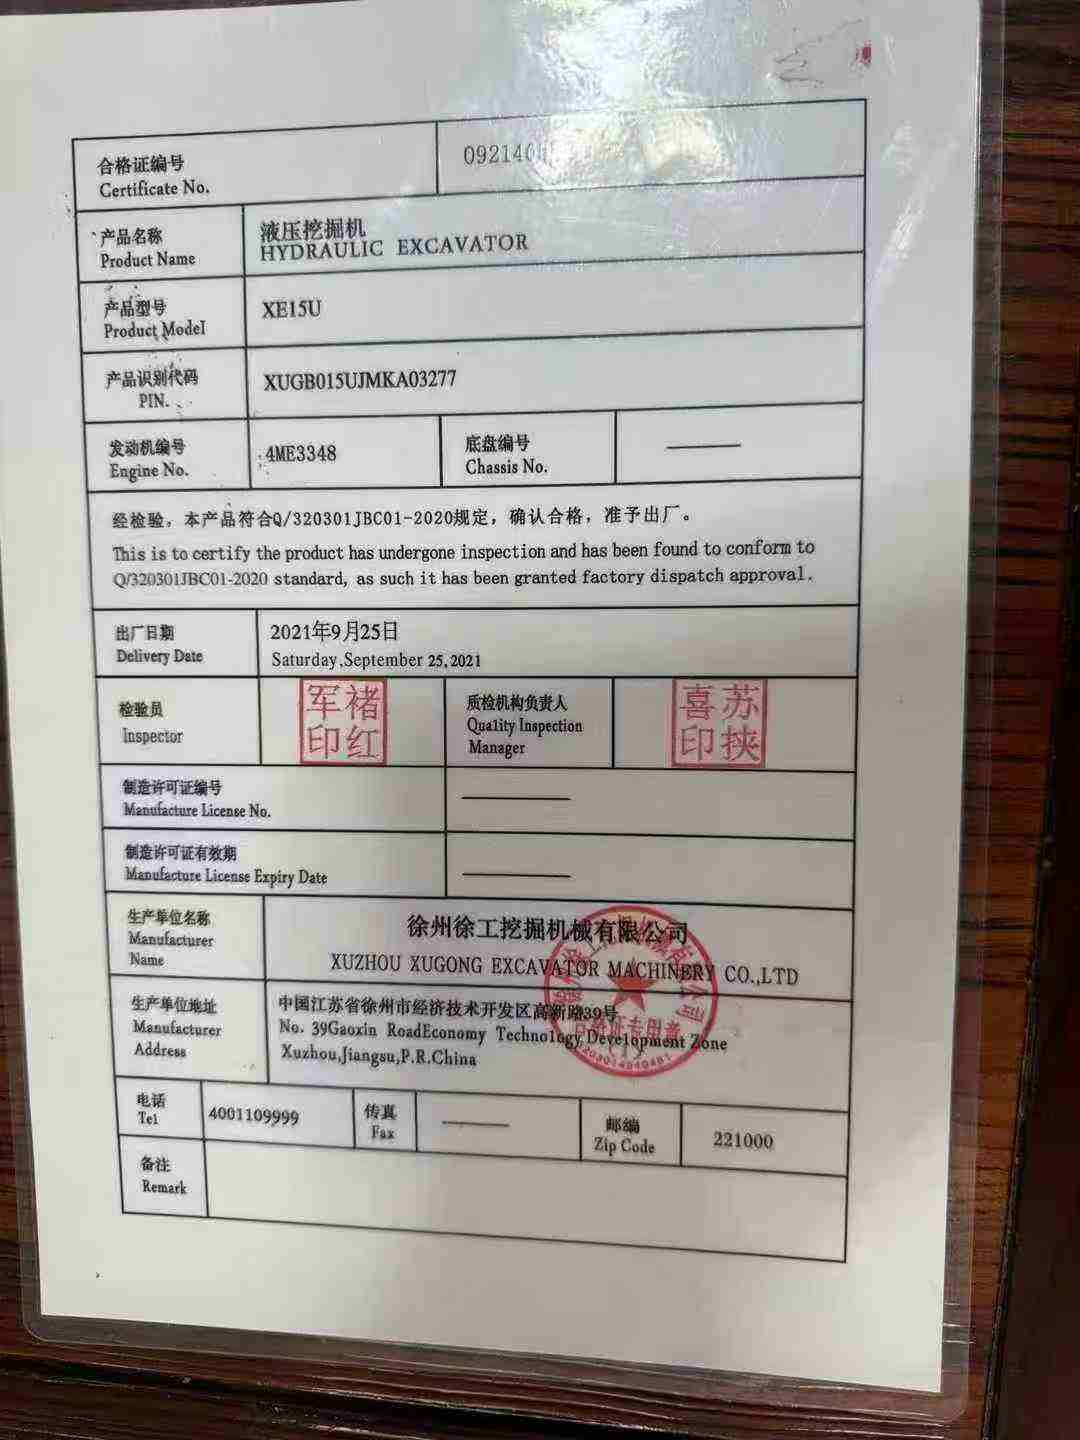 合格证编号
Certificate No.
092140
产品名称
Product Name
液压挖掘机
HYDRAULIC EXCAVATOR
产品型号
Product Model
XE15U
产品识别代码
PIN.
XUGB015UJMKA03277
发动机编号
Engine No.
4ME3348
底盘编号
Chassis No.
经检验，本产品符合Q/320301JBC01-2020规定，确认合格，准予出厂。
This is to certify the product has undergone inspection and has been found to conform to
Q/320301JBC01-2020 standard, as such it has been granted factory dispatch approval.
出厂日期
Delivery Date
2021年9月25日
Saturday,September 25,2021
检验员
Inspector
军褚
印红
质检机构负责人
Quality Inspection
Manager
喜苏
印挟
制造许可证编号
Manufacture License No.
制造许可证有效期
Manufacture License Expiry Date
生产单位名称
Manufacturer
Name
徐州徐工挖掘机械有限公司
XUZHOU XUGONG EXCAVATOR MACHINERY CO.,LTD
生产单位地址
Manufacturer
Address
中国江苏省徐州市经济技术开发区高新路39号
No. 39Gaoxin RoadEconomy Technology Development Zone
Xuzhou,Jiangsu,P.R.China
合格证专用章
电话
Tel
4001109999
传真
Fax
邮编
Zip Code
221000
备注
Remark